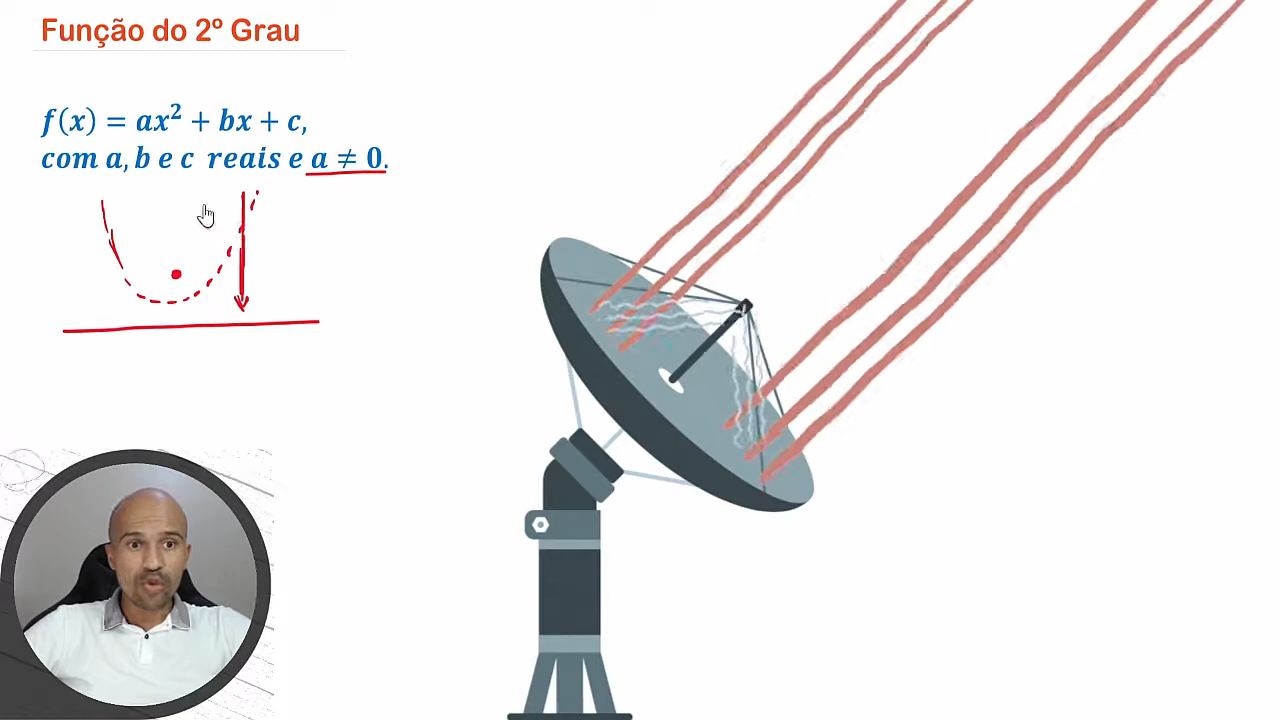 Função do 2º Grau
f(x) = ax² + bx + c,
com a, b e c reais e a ≠ 0.